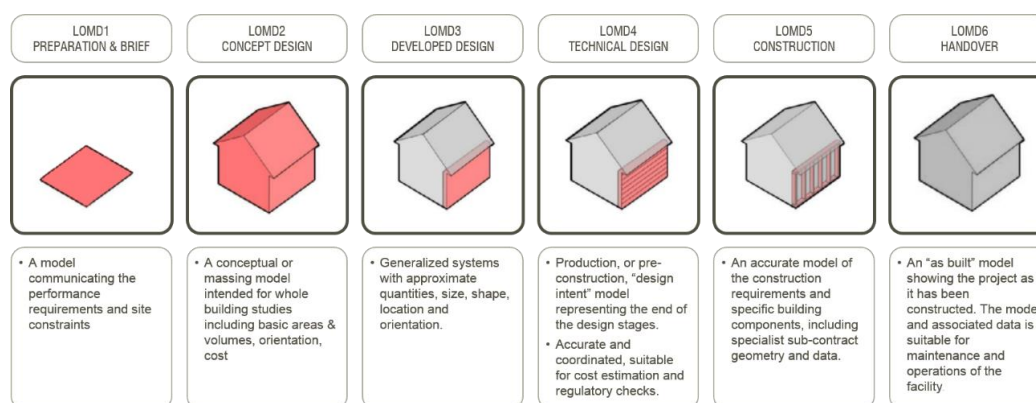 LOMD1
PREPARATION & BRIEF
LOMD2
CONCEPT DESIGN
LOMD3
DEVELOPED DESIGN
LOMD4
TECHNICAL DESIGN
LOMD5
CONSTRUCTION
LOMD6
HANDOVER
• A model
communicating the
performance
requirements and site
constraints
• A conceptual or
massing model
intended for whole
building studies
including basic areas &
volumes, orientation,
cost
• Generalized systems
with approximate
quantities, size, shape,
location and
orientation.
• Production, or pre-
construction, “design
intent” model
representing the end of
the design stages.
• Accurate and
coordinated, suitable
for cost estimation and
regulatory checks.
• An accurate model of
the construction
requirements and
specific building
components, including
specialist sub-contract
geometry and data.
• An “as built” model
showing the project as
it has been
constructed. The mode
and associated data is
suitable for
maintenance and
operations of the
facility